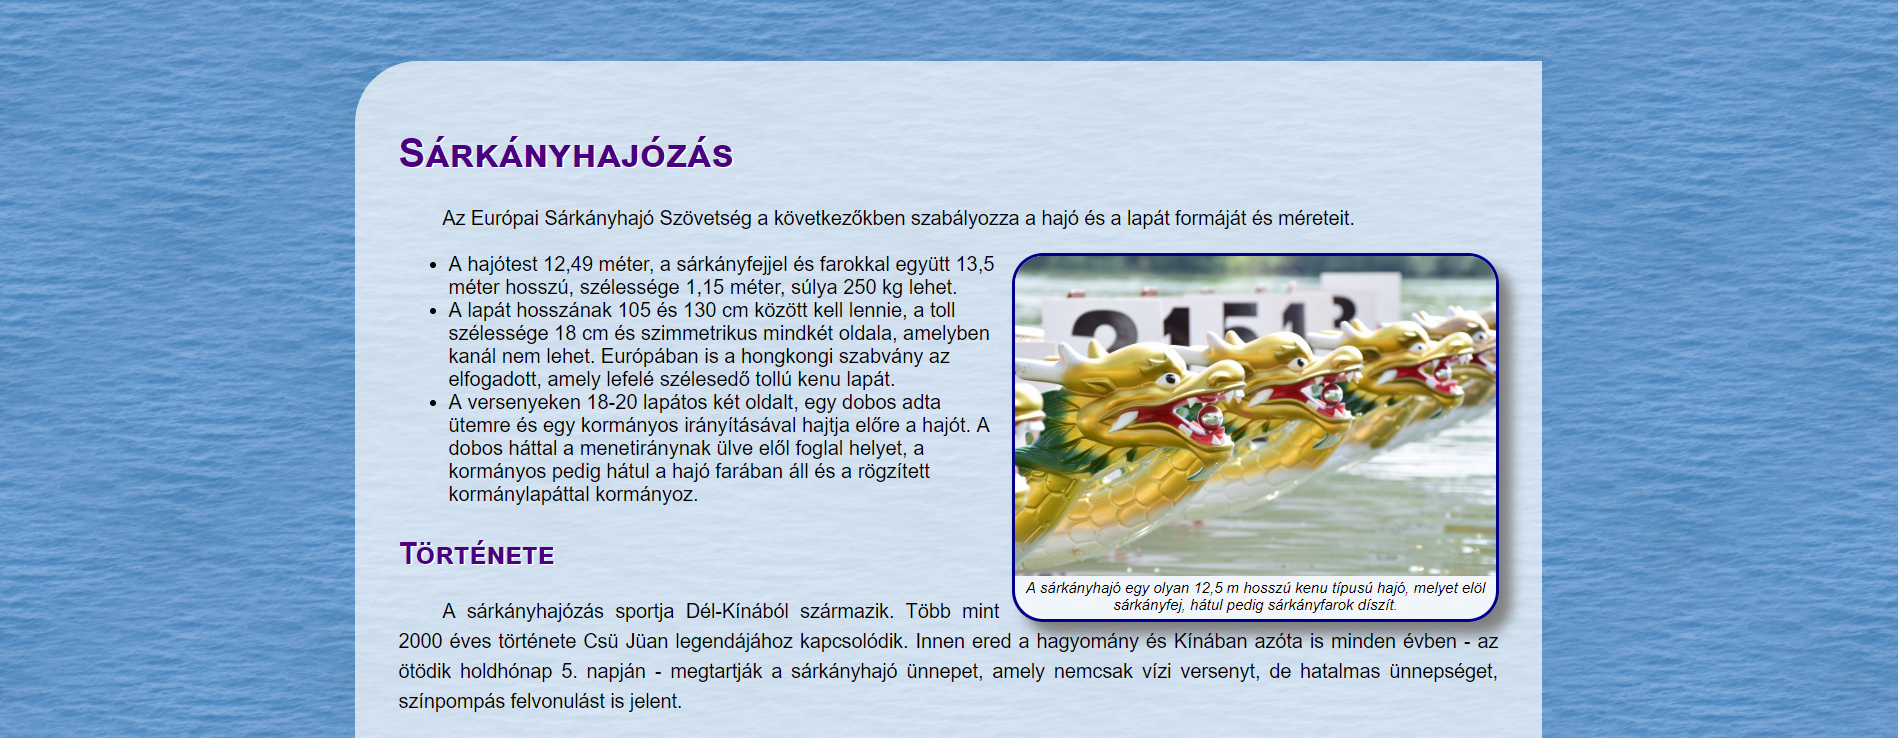 Sárkányhajózás
Az Európai Sárkányhajó Szövetség a következőkben szabályozza a hajó és a lapát formáját és méreteit.
• A hajótest 12,49 méter, a sárkányfejjel és farokkal együtt 13,5
méter hosszú, szélessége 1,15 méter, súlya 250 kg lehet.
• A lapát hosszának 105 és 130 cm között kell lennie, a toll
szélessége 18 cm és szimmetrikus mindkét oldala, amelyben
kanál nem lehet. Európában is a hongkongi szabvány az
elfogadott, amely lefelé szélesedő tollú kenu lapát.
• A versenyeken 18-20 lapátos két oldalt, egy dobos adta
ütemre és egy kormányos irányításával hajtja előre a hajót. A
dobos háttal a menetiránynak ülve elől foglal helyet, a
kormányos pedig hátul a hajó farában áll és a rögzített
kormánylapáttal kormányoz.
2 1 5 1 3
A sárkányhajó egy olyan 12,5 m hosszú kenu típusú hajó, melyet elöl
sárkányfej, hátul pedig sárkányfarok díszít.
Története
A sárkányhajózás sportja Dél-Kínából származik. Több mint
2000 éves története Csü Jüan legendájához kapcsolódik. Innen ered a hagyomány és Kínában azóta is minden évben - az
ötödik holdhónap 5. napján - megtartják a sárkányhajó ünnepet, amely nemcsak vízi versenyt, de hatalmas ünnepséget,
színpompás felvonulást is jelent.